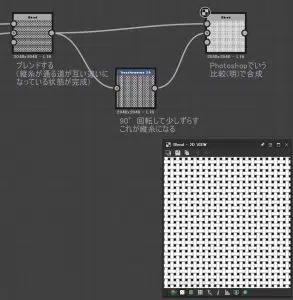 Blend
2048x2048 - L16
ブレンドする
(縦糸が通る道が互い違いに
なっている状態が完成)
Transformation 2D
2048x2048 - L16
90°回転して少しずらす
これが縦糸になる
Blend
2048x2048 - L16
Photoshopでいう
比較(明)で合成
Blend - 2D VIEW